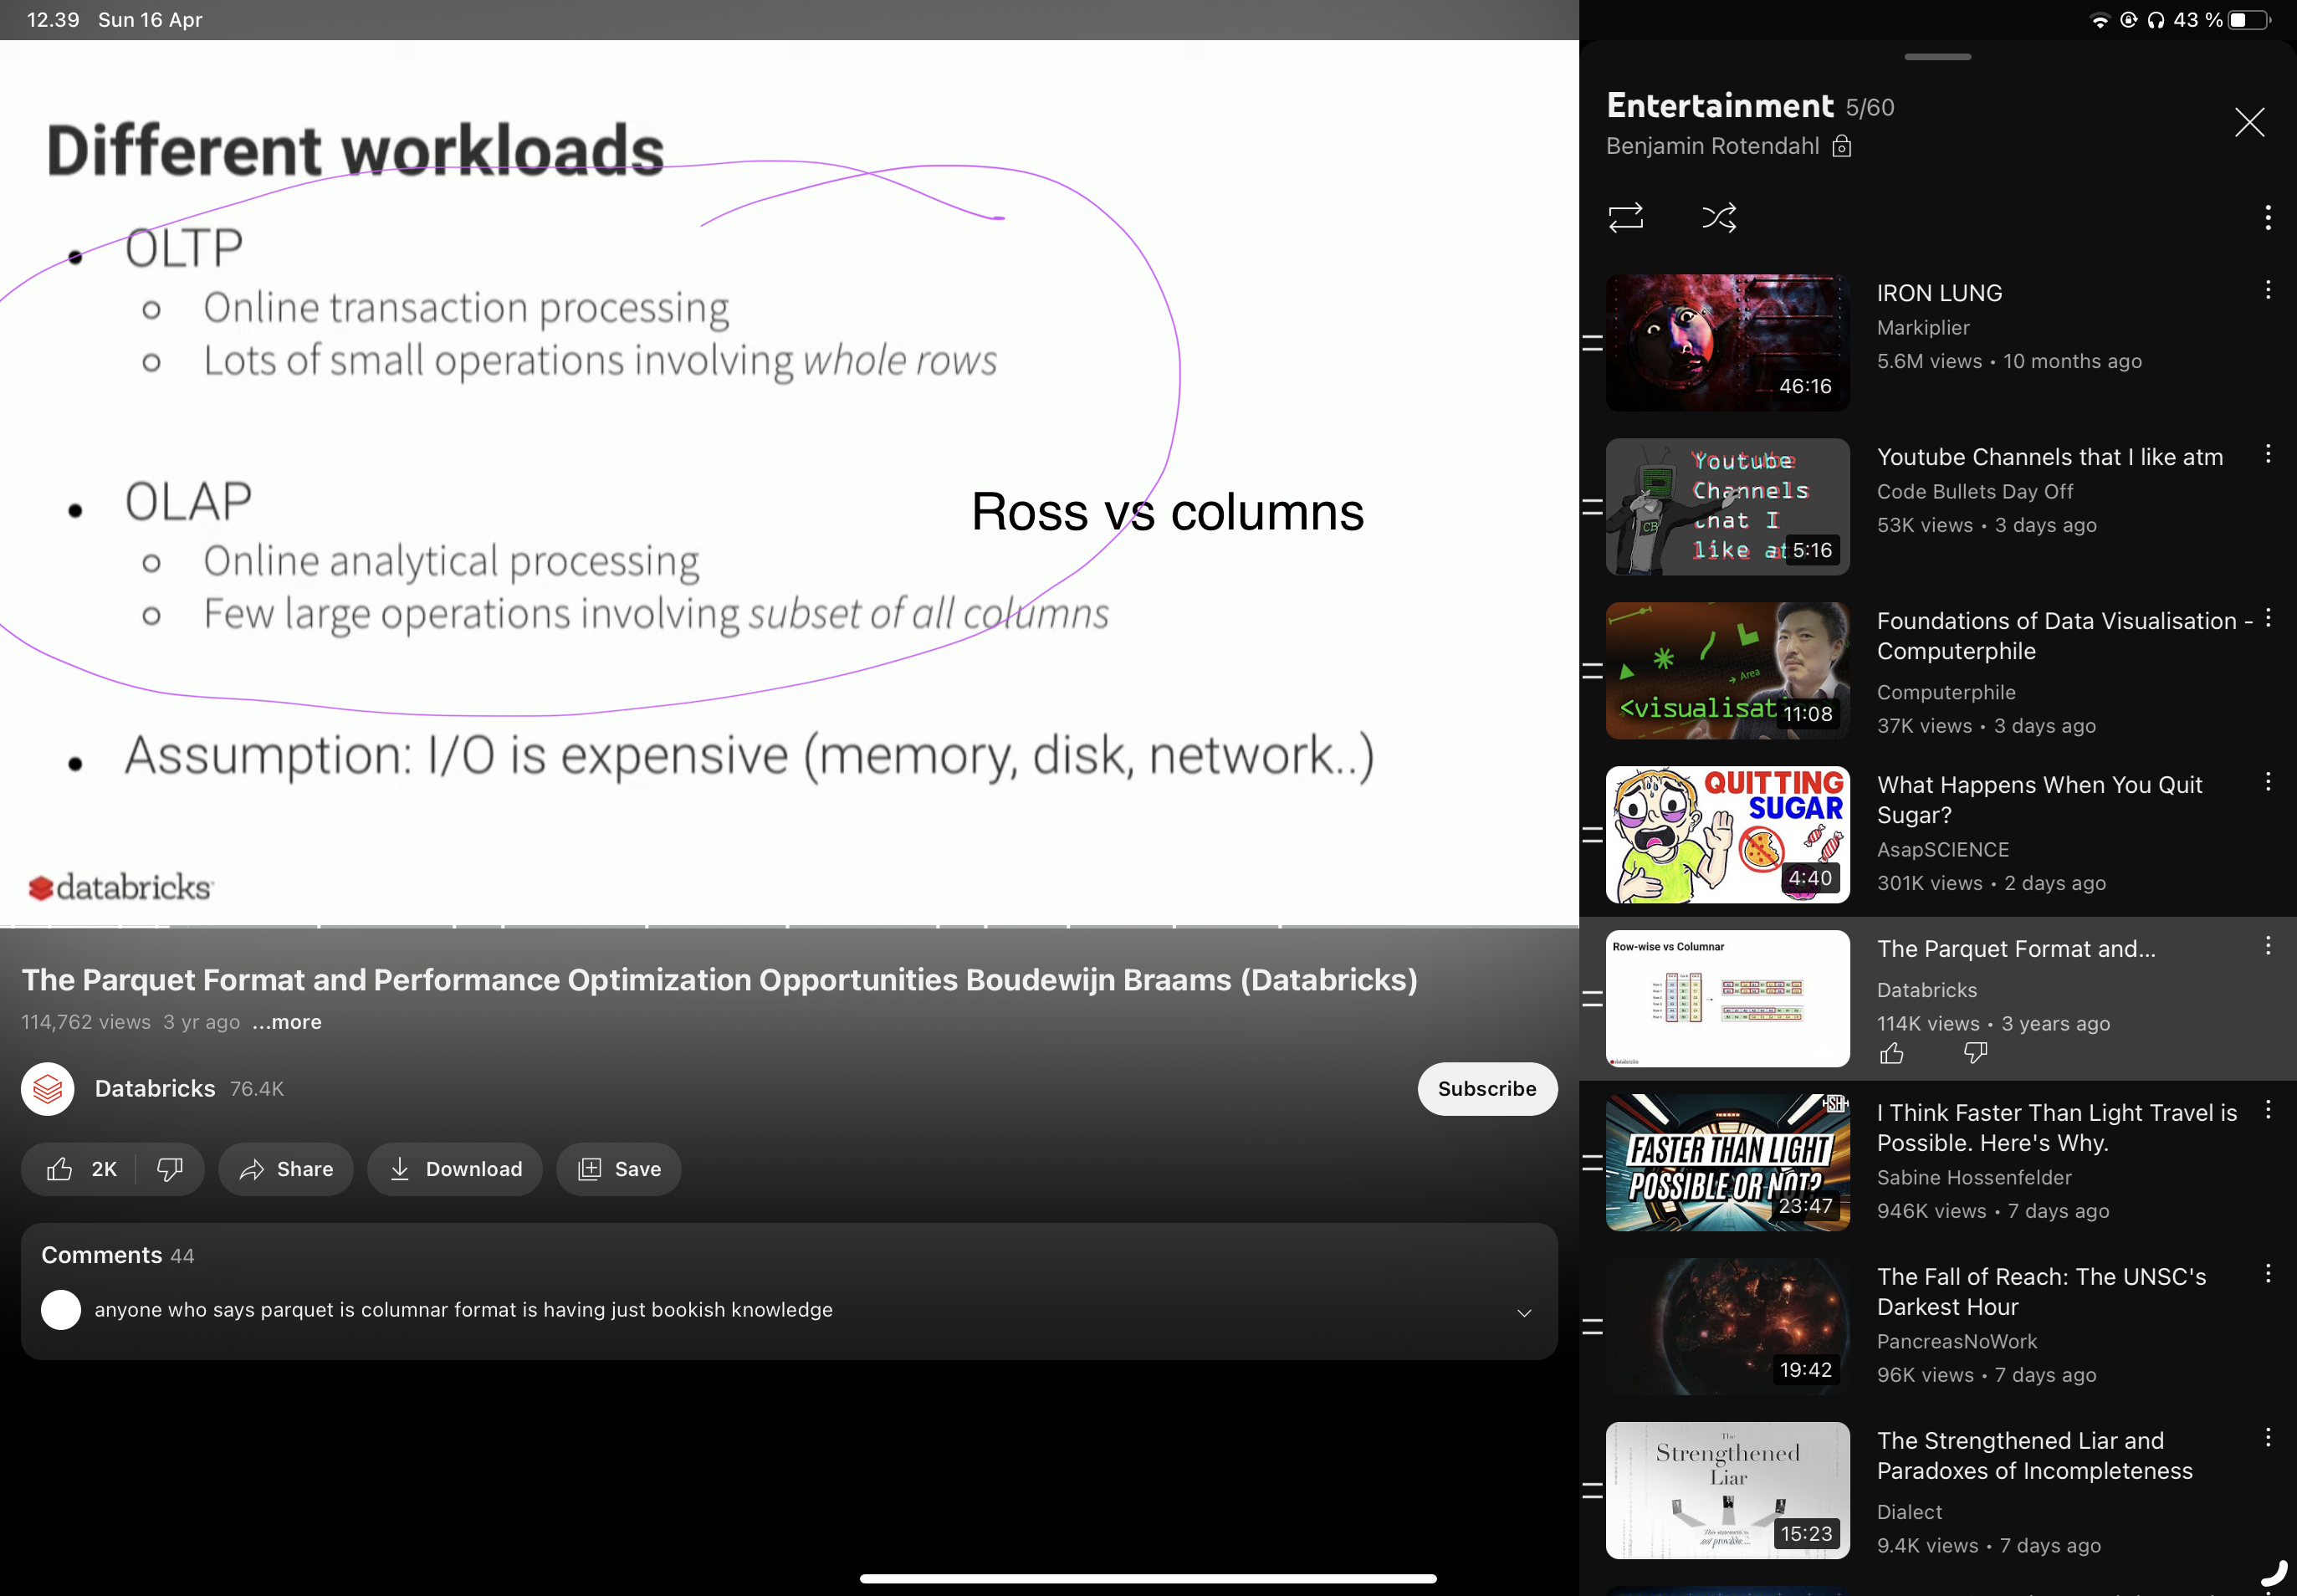 12.39 Sun 16 Apr
43 %
Different workloads
OLTP
Online transaction processing
Lots of small operations involving whole rows
OLAP
Online analytical processing
Few large operations involving subset of all columns
Ross vs columns
Assumption: I/O is expensive (memory, disk, network..)
databricks
The Parquet Format and Performance Optimization Opportunities Boudewijn Braams (Databricks)
114,762 views 3 yr ago ...more
Databricks 76.4K
Subscribe
2K
Share
Download
Save
Comments 44
anyone who says parquet is columnar format is having just bookish knowledge
Entertainment 5/60
Benjamin Rotendahl
46:16
IRON LUNG
Markiplier
5.6M views • 10 months ago
Youtube
Channels
that I
like at
CB
5:16
Youtube Channels that I like atm
Code Bullets Day Off
53K views • 3 days ago
Area
<visualisat
11:08
Foundations of Data Visualisation -
Computerphile
Computerphile
37K views • 3 days ago
QUITTING
SUGAR
4:40
What Happens When You Quit
Sugar?
AsapSCIENCE
301K views • 2 days ago
Row-wise vs Columnar
The Parquet Format and...
Databricks
114K views • 3 years ago
FASTER THAN LIGHT
POSSIBLE OR NOT?
23:47
I Think Faster Than Light Travel is
Possible. Here's Why.
Sabine Hossenfelder
946K views • 7 days ago
19:42
The Fall of Reach: The UNSC's
Darkest Hour
PancreasNoWork
96K views • 7 days ago
The
Strengthened
Liar
15:23
The Strengthened Liar and
Paradoxes of Incompleteness
Dialect
9.4K views • 7 days ago